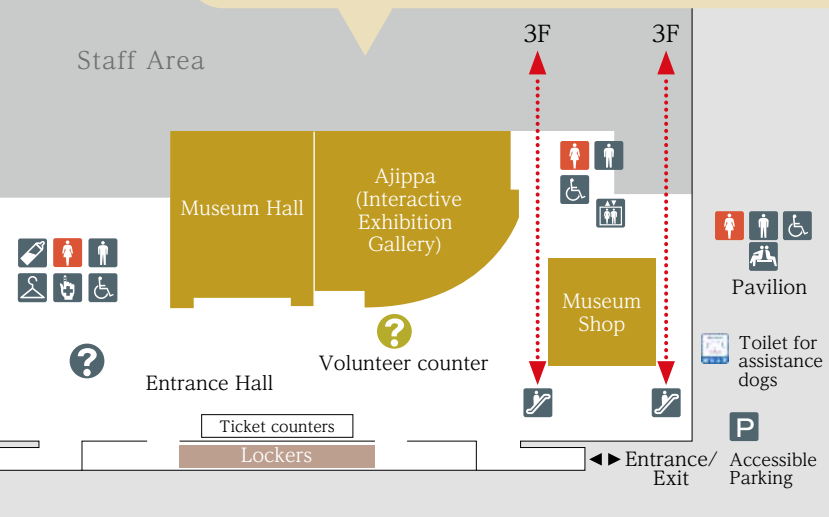 3F
3F
Staff Area
Museum Hall
Ajippa
(Interactive
Exhibition
Gallery)
Museum
Shop
Pavilion
?
Volunteer counter
?
Entrance Hall
Toilet for
assistance
dogs
Ticket counters
Lockers
P
Entrance/
Exit
Accessible
Parking